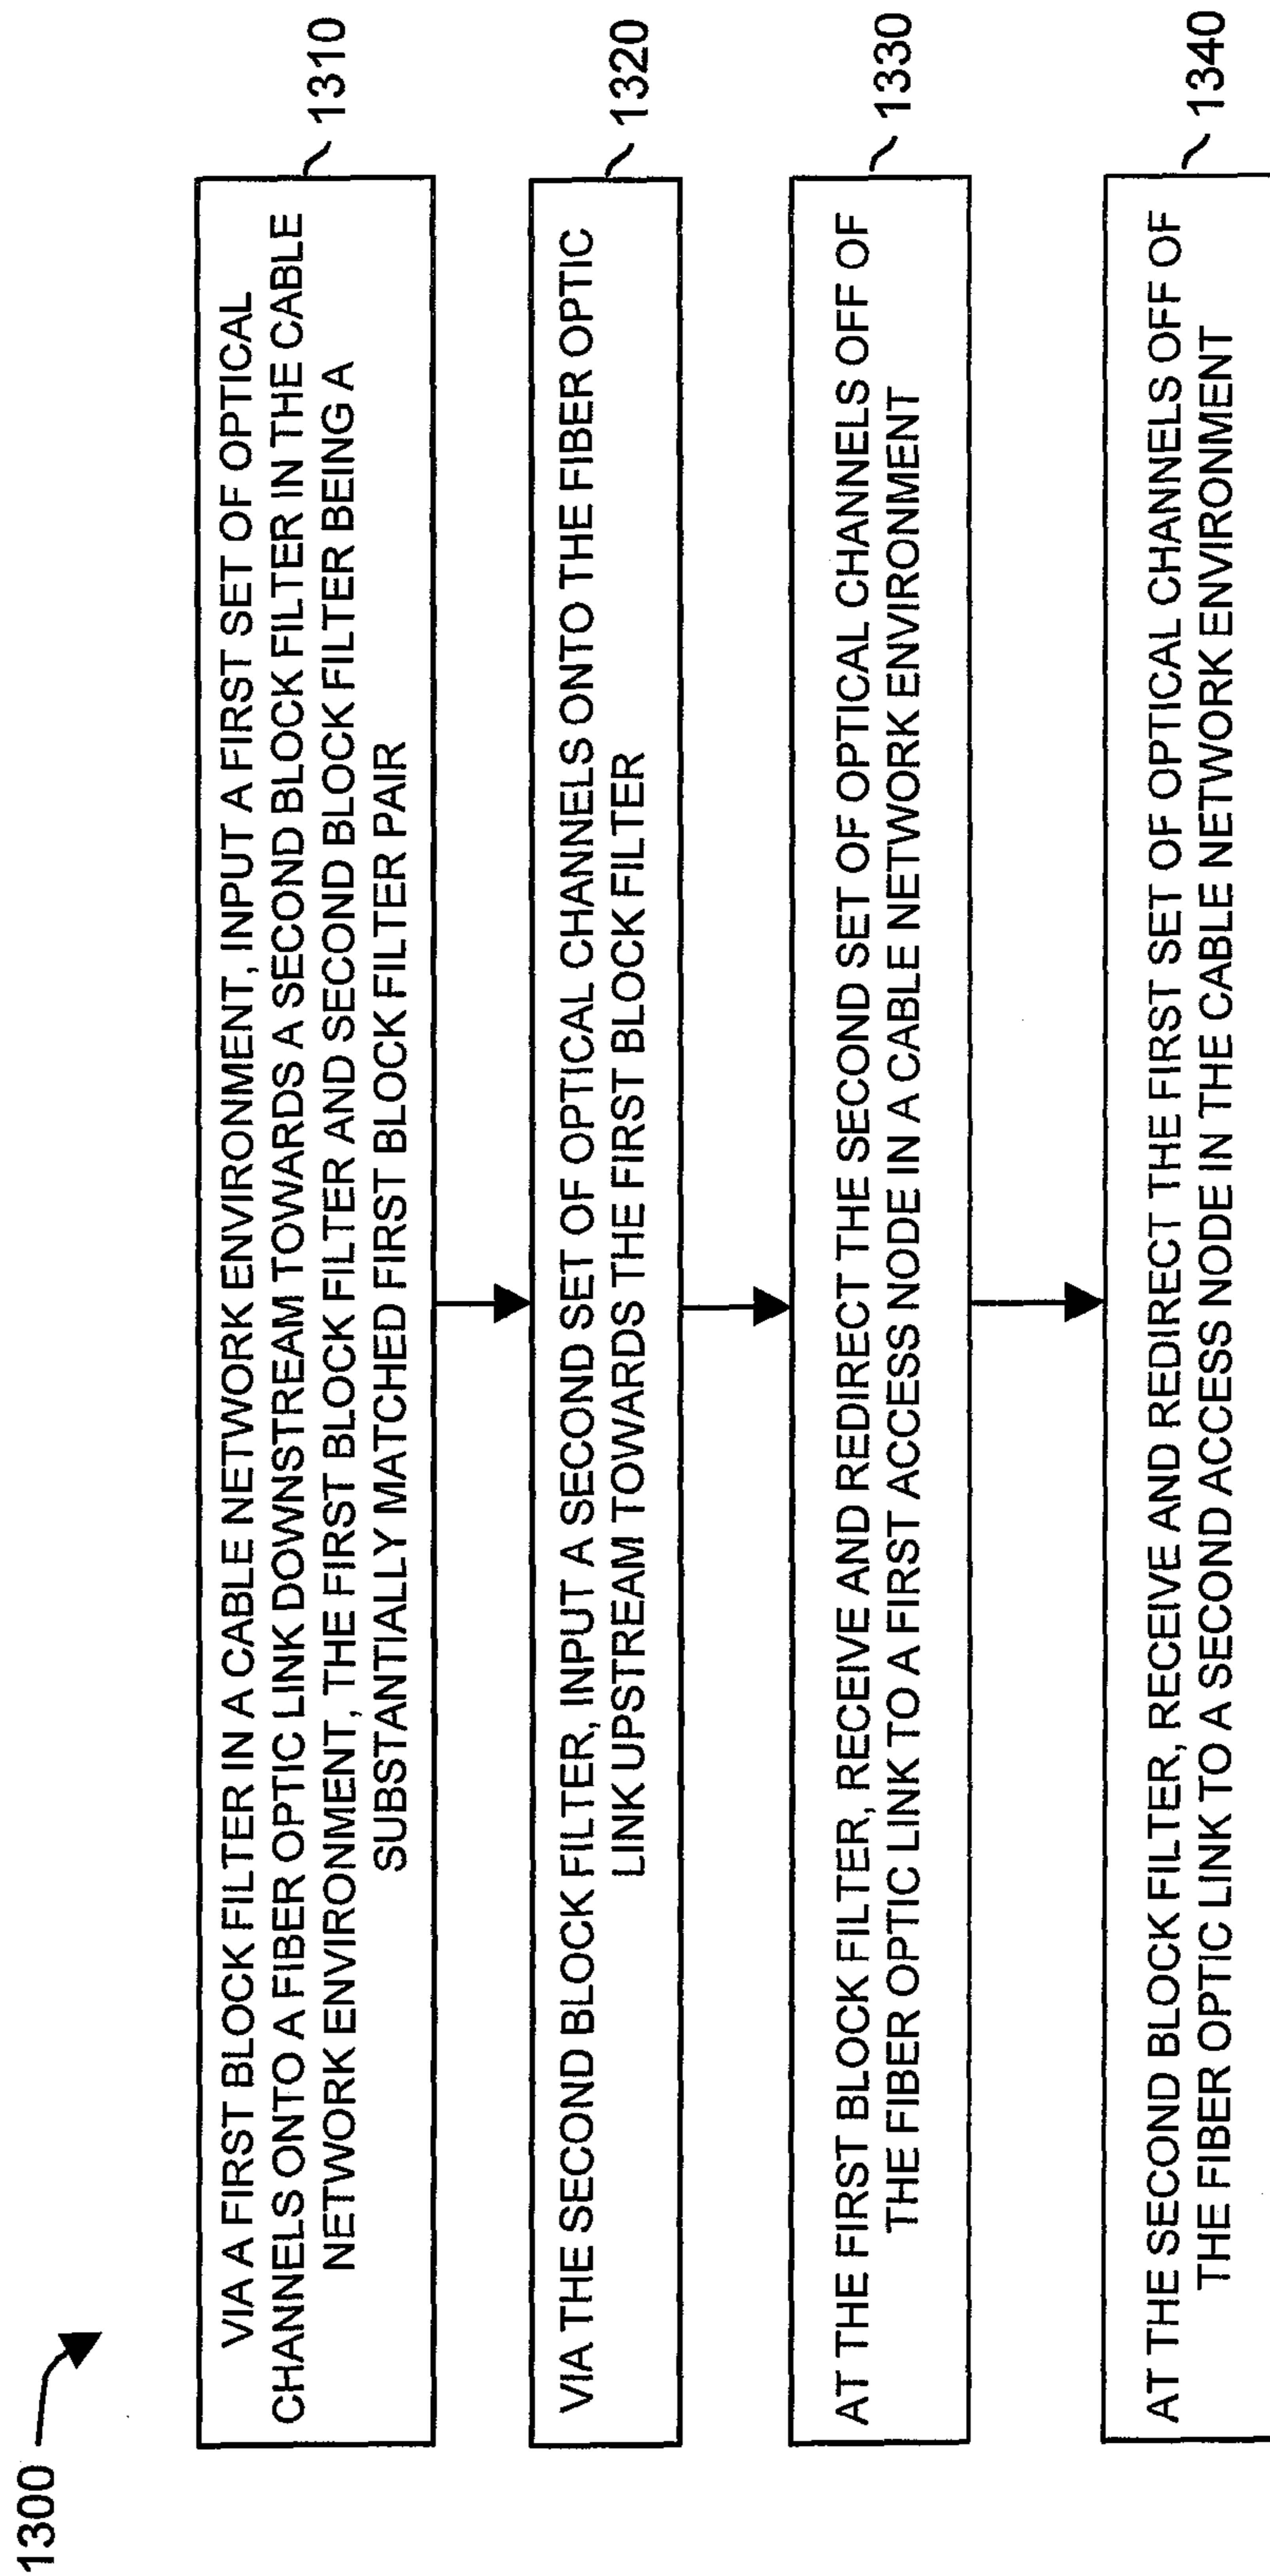 1300
VIA A FIRST BLOCK FILTER IN A CABLE NETWORK ENVIRONMENT, INPUT A FIRST SET OF OPTICAL
CHANNELS ONTO A FIBER OPTIC LINK DOWNSTREAM TOWARDS A SECOND BLOCK FILTER IN THE CABLE
NETWORK ENVIRONMENT, THE FIRST BLOCK FILTER AND SECOND BLOCK FILTER BEING A
SUBSTANTIALLY MATCHED FIRST BLOCK FILTER PAIR
1310
VIA THE SECOND BLOCK FILTER, INPUT A SECOND SET OF OPTICAL CHANNELS ONTO THE FIBER OPTIC
LINK UPSTREAM TOWARDS THE FIRST BLOCK FILTER
1320
AT THE FIRST BLOCK FILTER, RECEIVE AND REDIRECT THE SECOND SET OF OPTICAL CHANNELS OFF OF
THE FIBER OPTIC LINK TO A FIRST ACCESS NODE IN A CABLE NETWORK ENVIRONMENT
1330
AT THE SECOND BLOCK FILTER, RECEIVE AND REDIRECT THE FIRST SET OF OPTICAL CHANNELS OFF OF
THE FIBER OPTIC LINK TO A SECOND ACCESS NODE IN THE CABLE NETWORK ENVIRONMENT
1340